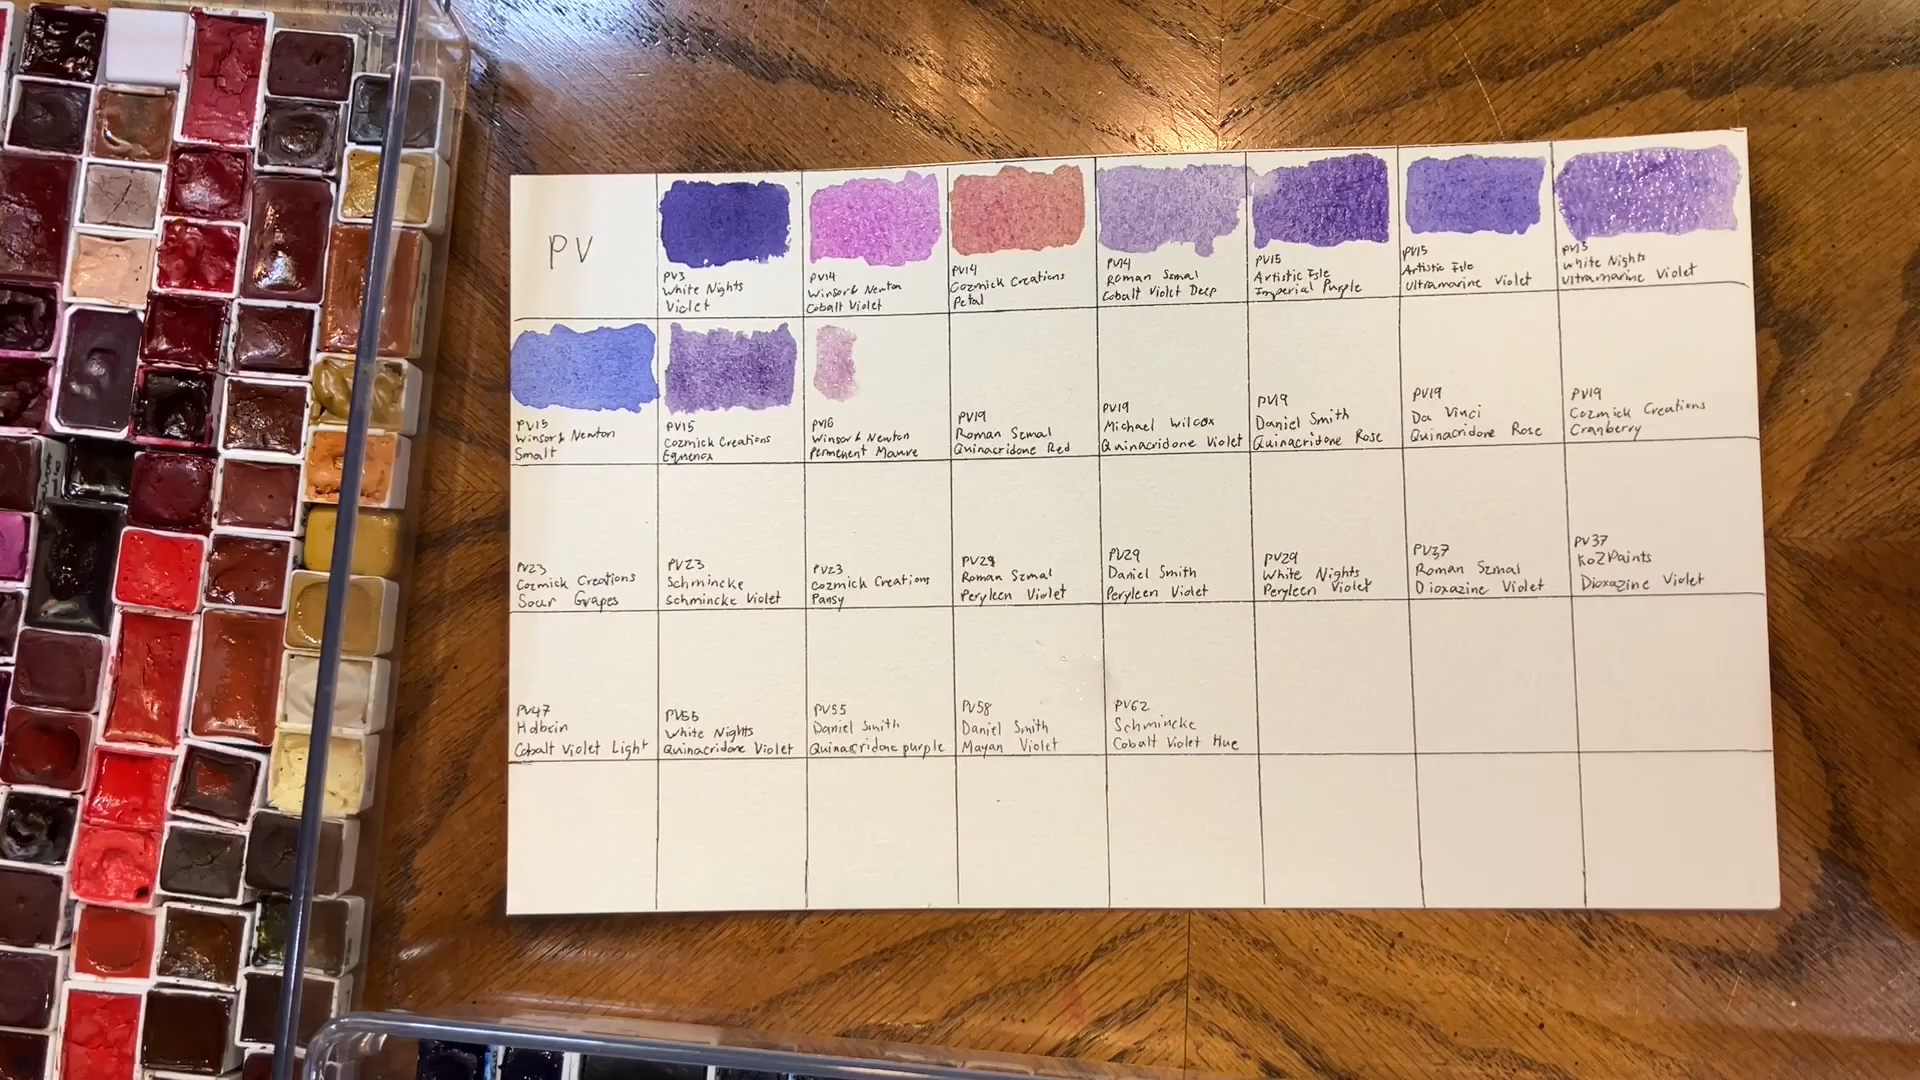 PV
PV3
White Nights
Violet
PV14
Winsor & Newton
Cobalt Violet
PV14
Cozmick Creations
Petal
PV14
Roman Szmal
Cobalt Violet Deep
PV15
Artistic Isle
Imperial Purple
PV15
Artistic Isle
Ultramarine Violet
PV15
White Nights
Ultramarine Violet
PV15
Winsor & Newton
Smalt
PV15
Cozmick Creations
Equenox
PV16
Winsor & Newton
Permenent Mauve
PV19
Roman Szmal
Quinacridone Red
PV19
Michael Wilcox
Quinacridone Violet
PV19
Daniel Smith
Quinacridone Rose
PV19
Da Vinci
Quinacridone Rose
PV19
Cozmick Creations
Cranberry
PV23
Cozmick Creations
Sour Grapes
PV23
Schmincke
Schmincke Violet
PV23
Cozmick Creations
Pansy
PV29
Roman Szmal
Peryleen Violet
PV29
Daniel Smith
Peryleen Violet
PV29
White Nights
Peryleen Violet
PV37
Roman Szmal
Dioxazine Violet
PV37
KoZPaints
Dioxazine Violet
PV47
Holbein
Cobalt Violet Light
PV55
White Nights
Quinacridone Violet
PV55
Daniel Smith
Quinacridone purple
PV58
Daniel Smith
Mayan Violet
PV62
Schmincke
Cobalt Violet Hue